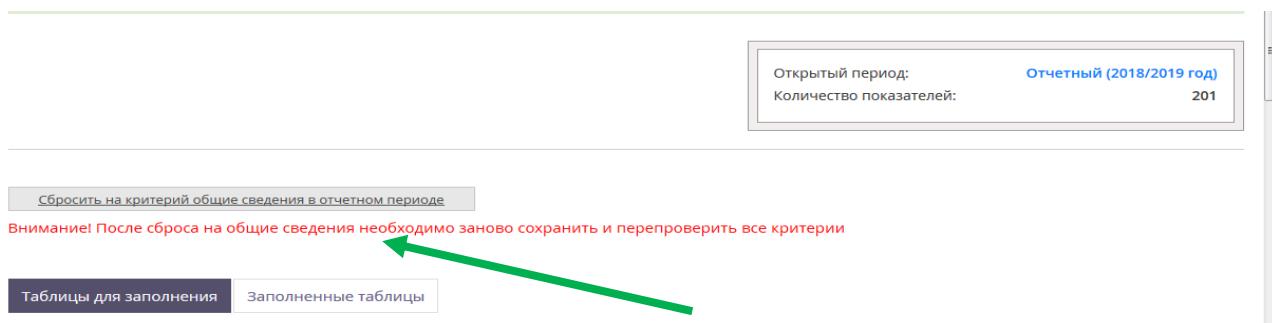 Открытый период: Отчетный (2018/2019 год)
Количество показателей: 201
Сбросить на критерий общие сведения в отчетном периоде
Внимание! После сброса на общие сведения необходимо заново сохранить и перепроверить все критерии
Таблицы для заполнения Заполненные таблицы